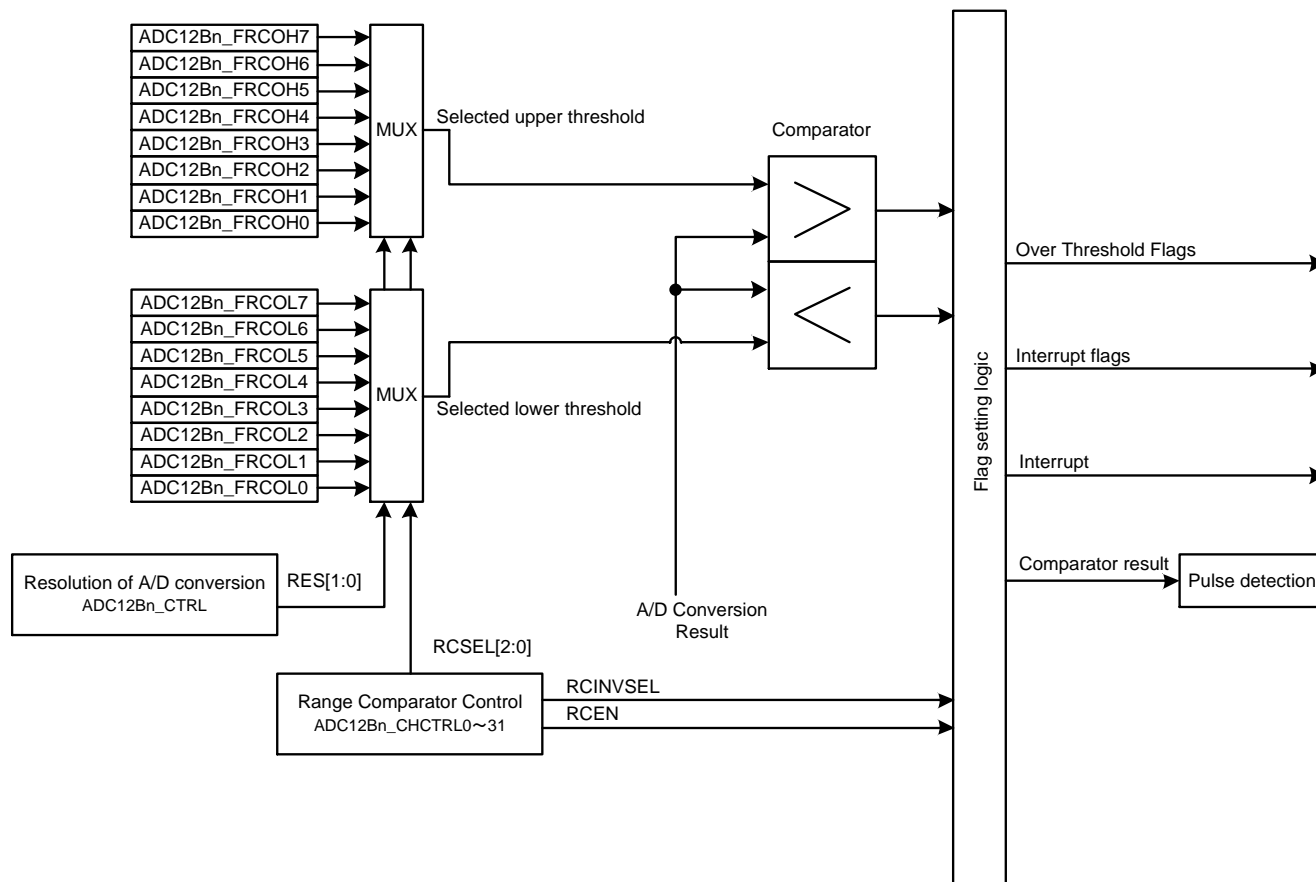 ADC12Bn_FRCOH7
ADC12Bn_FRCOH6
ADC12Bn_FRCOH5
ADC12Bn_FRCOH4
ADC12Bn_FRCOH3
ADC12Bn_FRCOH2
ADC12Bn_FRCOH1
ADC12Bn_FRCOH0
MUX
Selected upper threshold
Comparator
ADC12Bn_FRCOL7
ADC12Bn_FRCOL6
ADC12Bn_FRCOL5
ADC12Bn_FRCOL4
ADC12Bn_FRCOL3
ADC12Bn_FRCOL2
ADC12Bn_FRCOL1
ADC12Bn_FRCOL0
MUX
Selected lower threshold
Resolution of A/D conversion
ADC12Bn_CTRL
RES[1:0]
A/D Conversion
Result
RCSEL[2:0]
Range Comparator Control
ADC12Bn_CHCTRL0～31
RCINVSEL
RCEN
Flag setting logic
Over Threshold Flags
Interrupt flags
Interrupt
Comparator result
Pulse detection